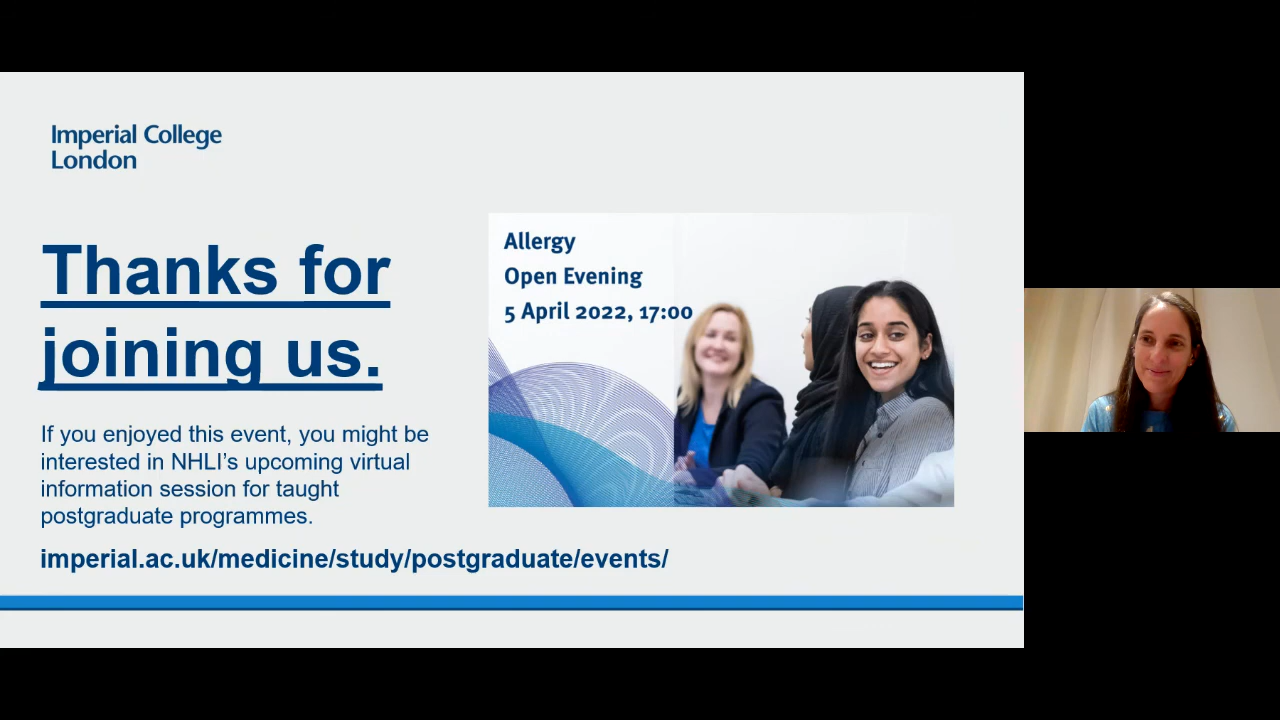 Imperial College
London
Thanks for
joining us.
If you enjoyed this event, you might be
interested in NHLI’s upcoming virtual
information session for taught
postgraduate programmes.
imperial.ac.uk/medicine/study/postgraduate/events/
Allergy
Open Evening
5 April 2022, 17:00